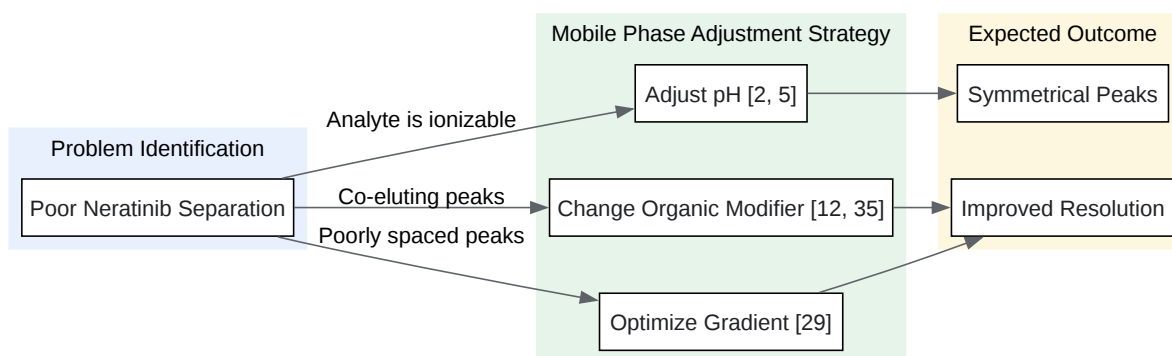 Problem Identification
Poor Neratinib Separation
Analyte is ionizable
Co-eluting peaks
Poorly spaced peaks
Mobile Phase Adjustment Strategy
Adjust pH [2, 5]
Change Organic Modifier [12, 35]
Optimize Gradient [29]
Expected Outcome
Symmetrical Peaks
Improved Resolution